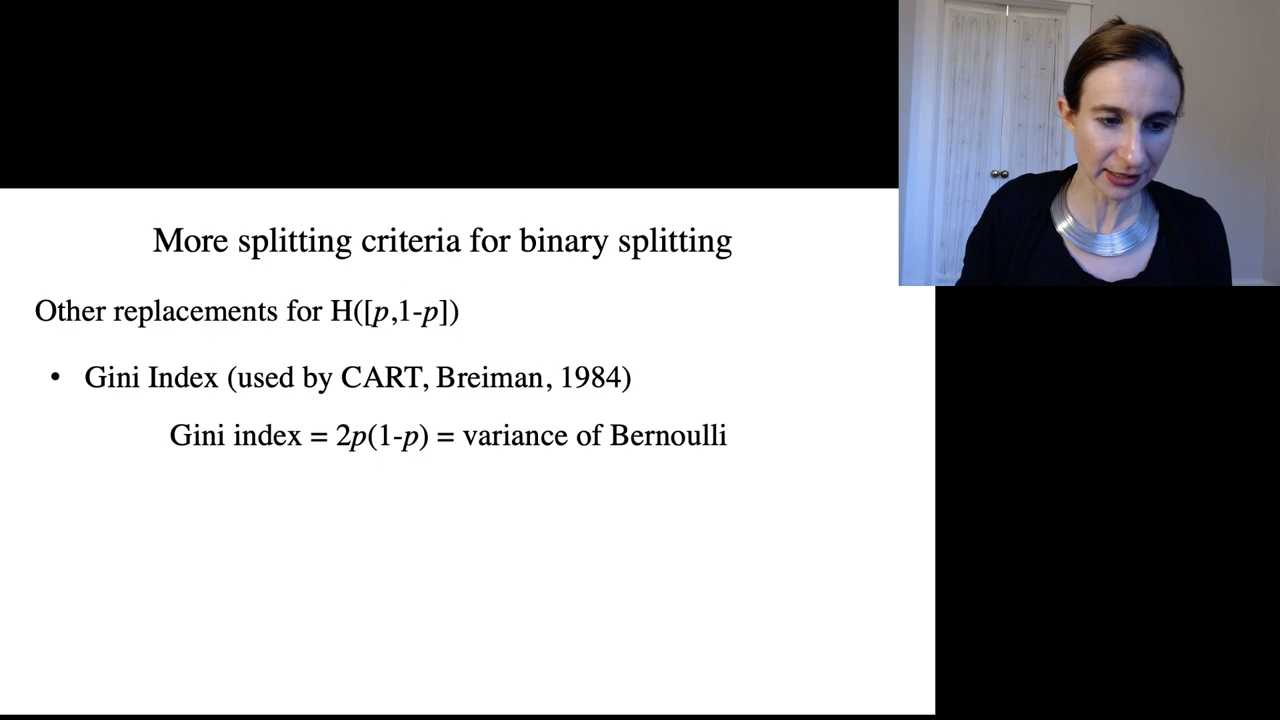 More splitting criteria for binary splitting
Other replacements for H([p,1-p])
• Gini Index (used by CART, Breiman, 1984)
Gini index = 2p(1-p) = variance of Bernoulli